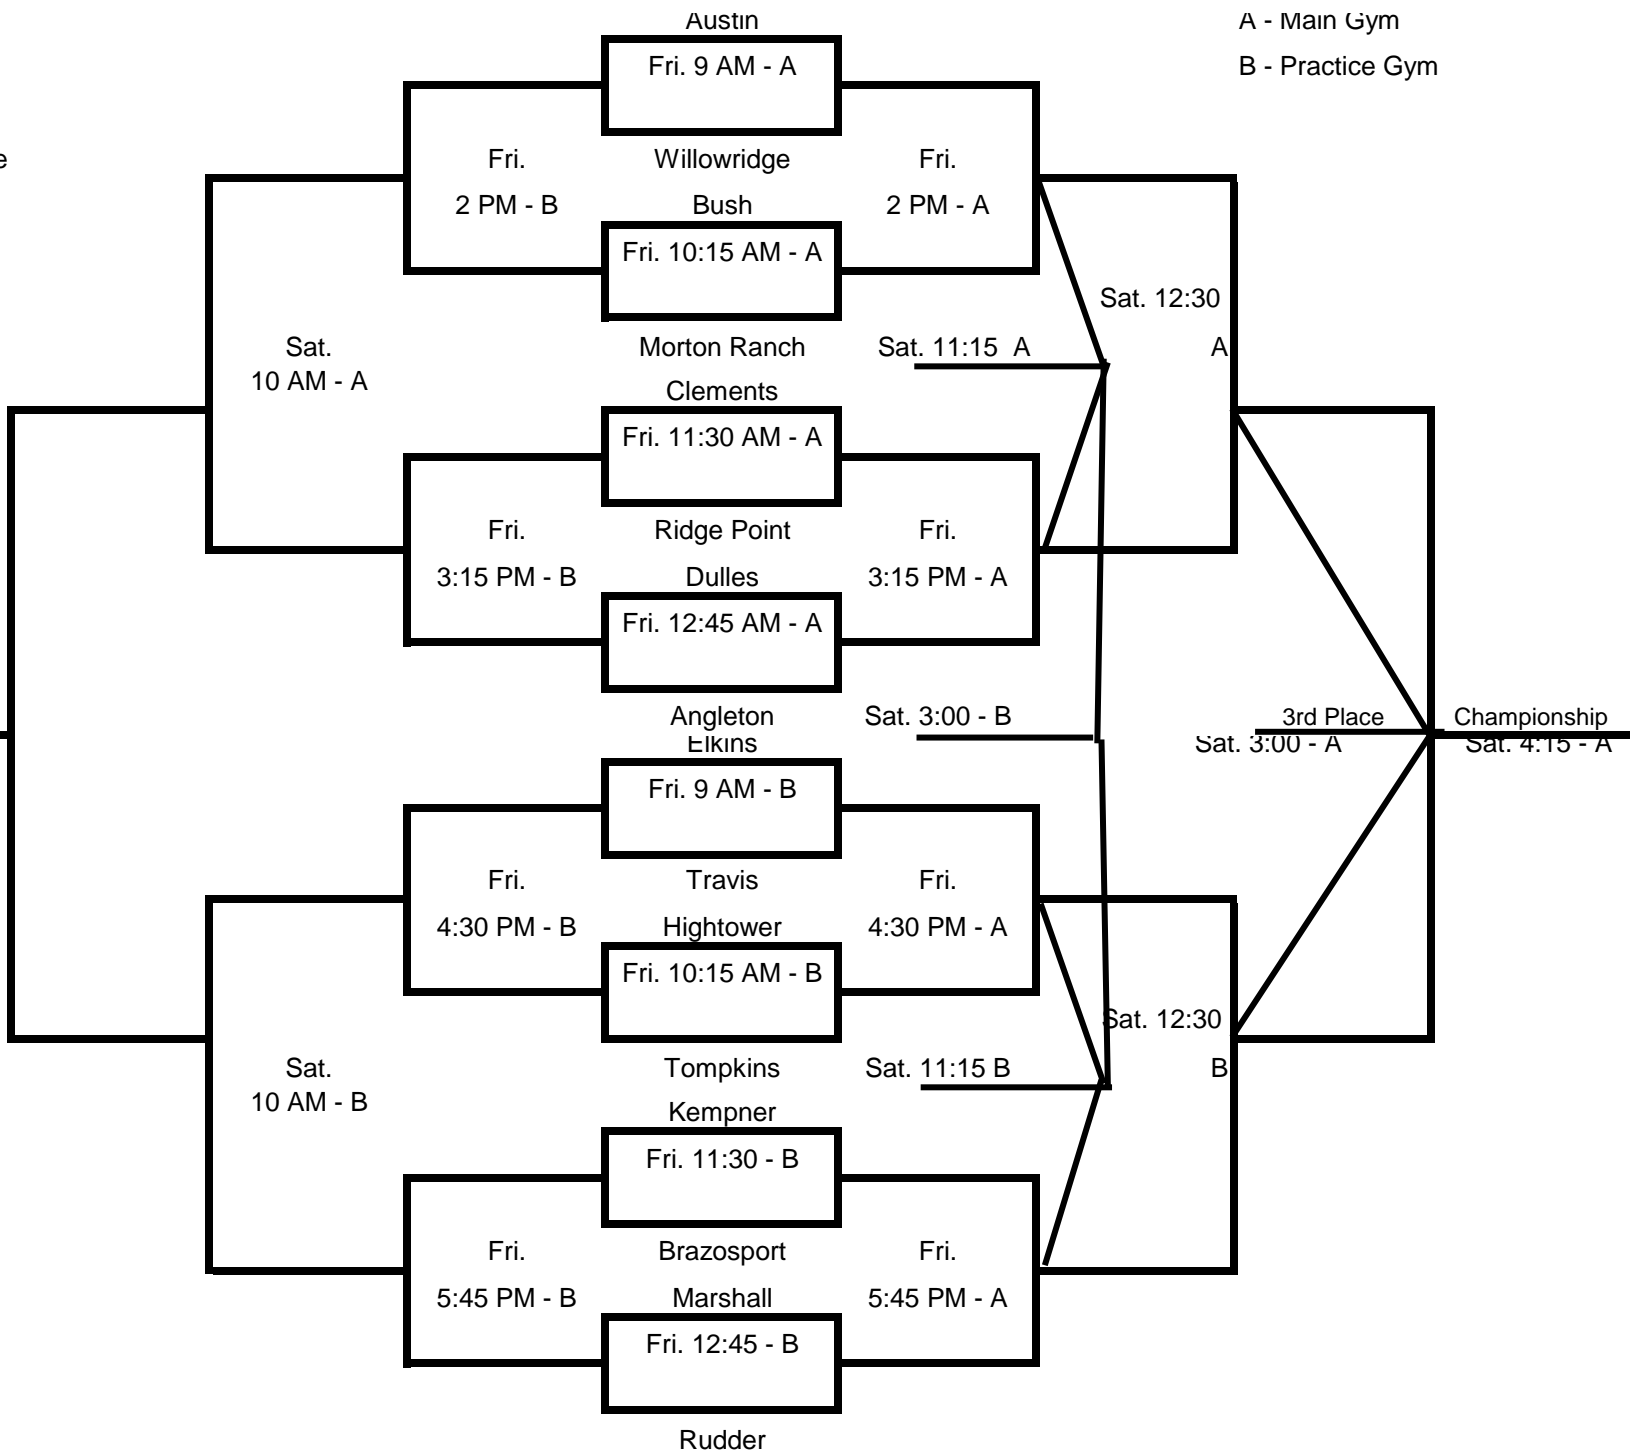 Austin
A - Main Gym
Fri. 9 AM - A
B - Practice Gym
e
Fri.
Willowridge
Fri.
2 PM - B
Bush
2 PM - A
Fri. 10:15 AM - A
Sat. 12:30
Sat.
Morton Ranch
Sat. 11:15 A
A
10 AM - A
Clements
Fri. 11:30 AM - A
Fri.
Ridge Point
Fri.
3:15 PM - B
Dulles
3:15 PM - A
Fri. 12:45 AM - A
Angleton
Sat. 3:00 - B
3rd Place
Championship
Elkins
Sat. 3:00 - A
Sat. 4:15 - A
Fri. 9 AM - B
Fri.
Travis
Fri.
4:30 PM - B
Hightower
4:30 PM - A
Fri. 10:15 AM - B
Sat. 12:30
Sat.
Tompkins
Sat. 11:15 B
B
10 AM - B
Kempner
Fri. 11:30 - B
Fri.
Brazosport
Fri.
5:45 PM - B
Marshall
5:45 PM - A
Fri. 12:45 - B
Rudder